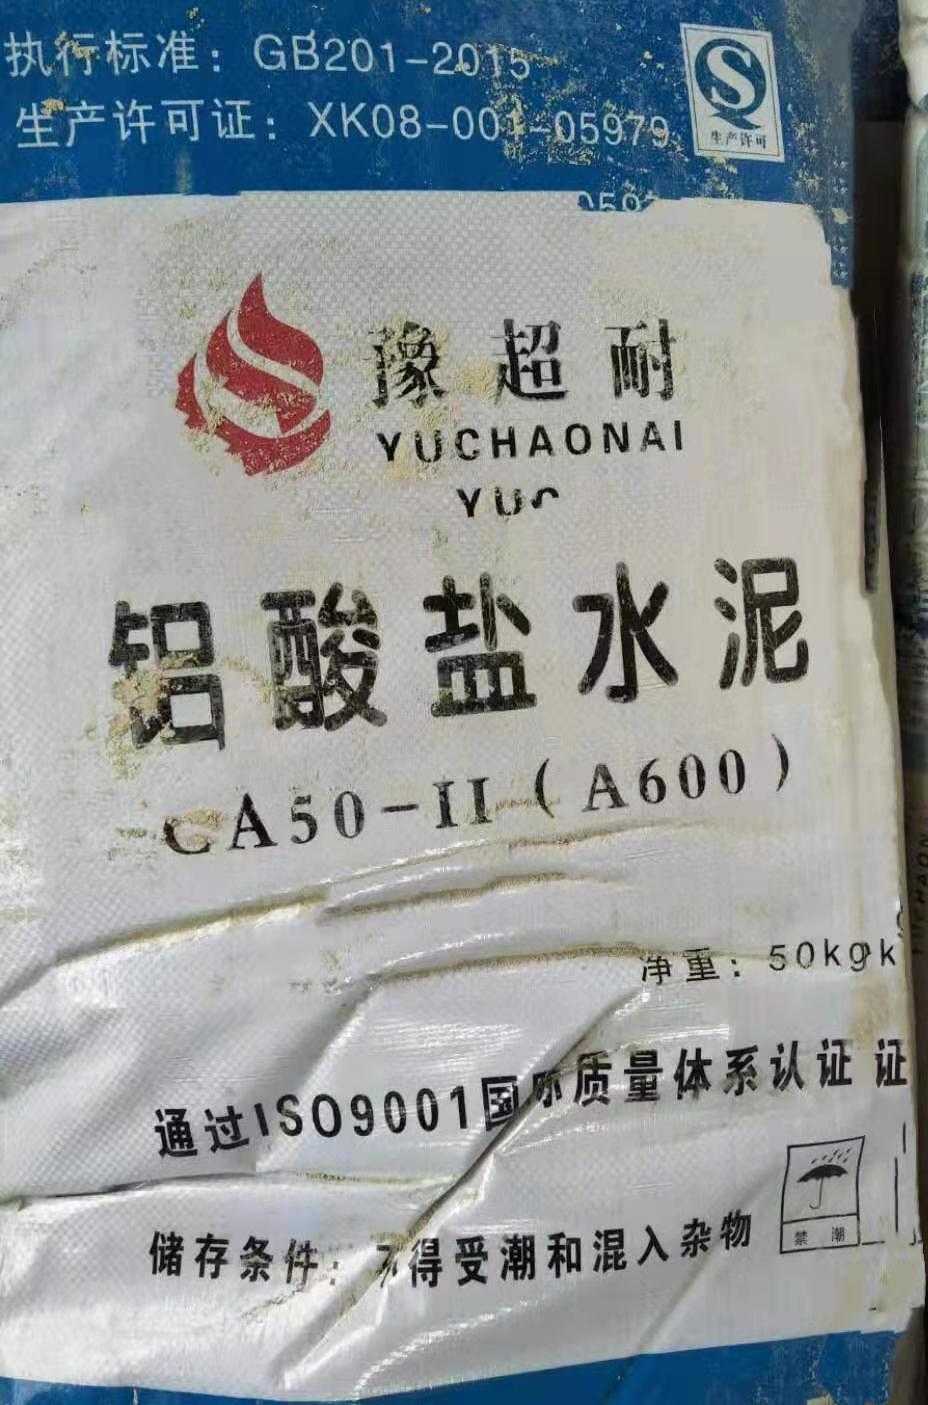 执行标准：GB201-2015
生产许可证：XK08-001-05979
生产许可
豫超耐
YUCHAONAI
铝酸盐水泥
CA50-II（A600）
净重：50kgk
通过ISO9001国际质量体系认证 证
禁 潮
储存条件：不得受潮和混入杂物